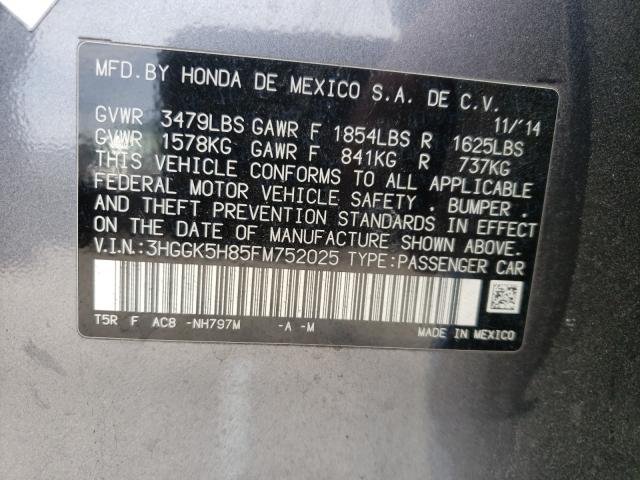 MFD.BY HONDA DE MEXICO S.A. DE C.V.
11/'14
GVWR 3479LBS GAWR F 1854LBS R 1625LBS
GVWR 1578KG GAWR F 841KG R 737KG
THIS VEHICLE CONFORMS TO ALL APPLICABLE
FEDERAL MOTOR VEHICLE SAFETY , BUMPER ,
AND THEFT PREVENTION STANDARDS IN EFFECT
ON THE DATE OF MANUFACTURE SHOWN ABOVE.
V.I.N.:3HGGK5H85FM752025 TYPE:PASSENGER CAR
T5R F AC8 -NH797M -A -M
MADE IN MEXICO